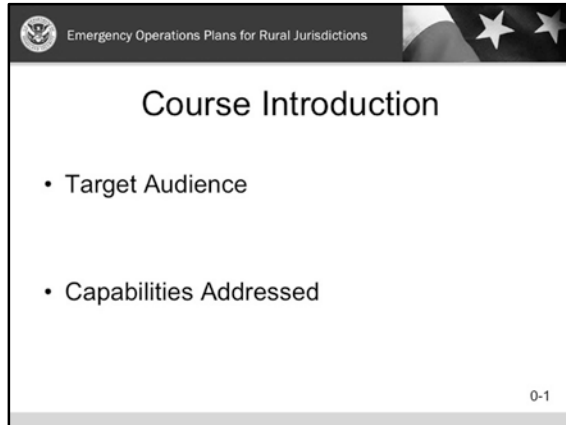 Emergency Operations Plans for Rural Jurisdictions
Course Introduction
• Target Audience
• Capabilities Addressed
0-1